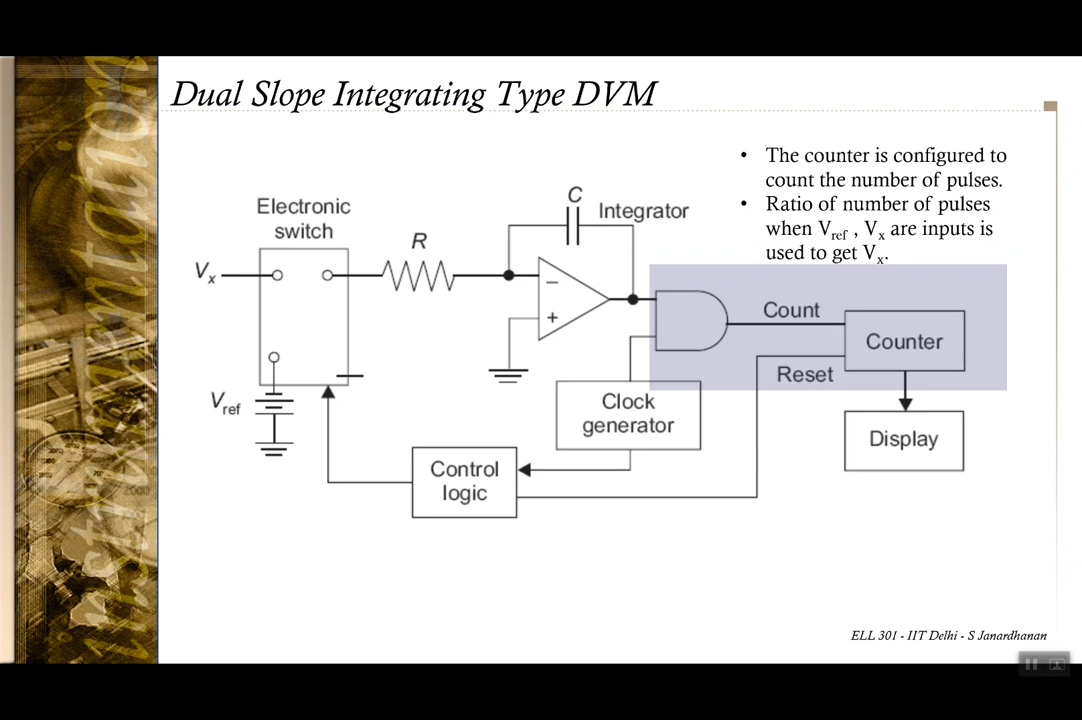 Dual Slope Integrating Type DVM
• The counter is configured to
count the number of pulses.
• Ratio of number of pulses
when Vref , Vx are inputs is
used to get Vx.
Electronic
switch
Vx
R
C
Integrator
−
+
Vref
Count
Counter
Reset
Clock
generator
Display
Control
logic
ELL 301 - IIT Delhi - S Janardhanan
instrumentation